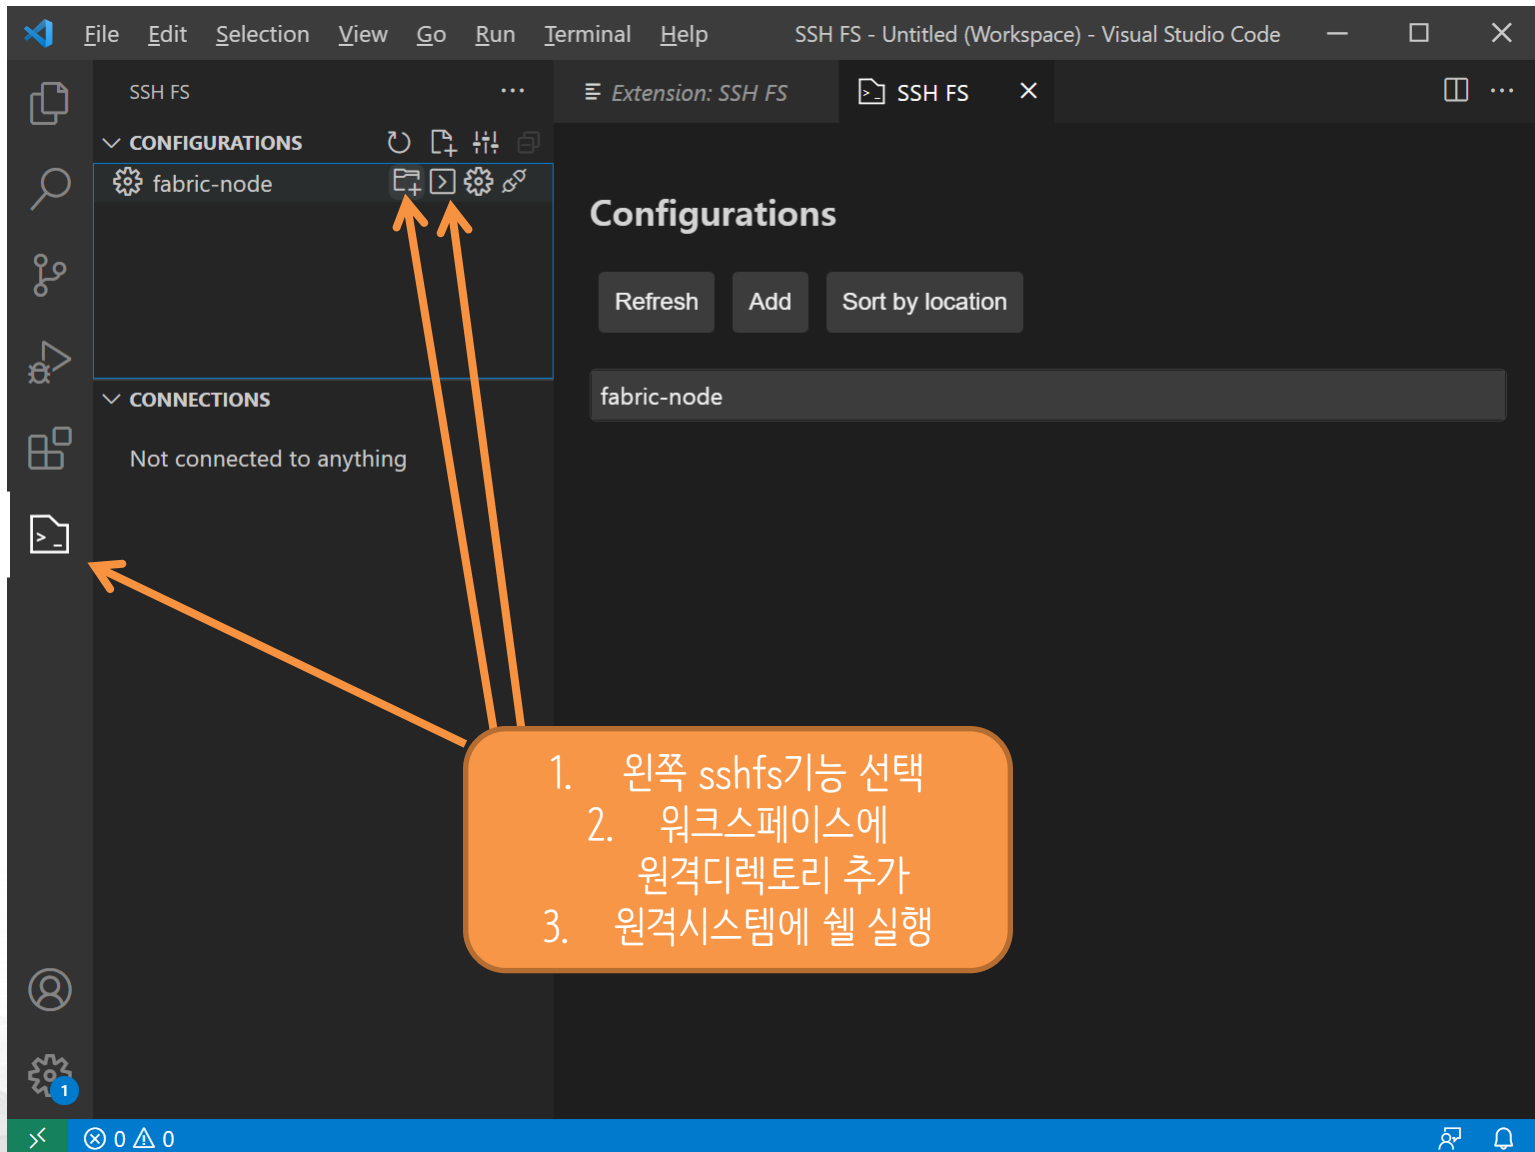 File Edit Selection View Go Run Terminal Help SSH FS - Untitled (Workspace) - Visual Studio Code
SSH FS
Extension: SSH FS
SSH FS
CONFIGURATIONS
fabric-node
Configurations
Refresh Add Sort by location
fabric-node
CONNECTIONS
Not connected to anything
1. 왼쪽 sshfs기능 선택
2. 워크스페이스에
원격디렉토리 추가
3. 원격시스템에 쉘 실행
1
0 0